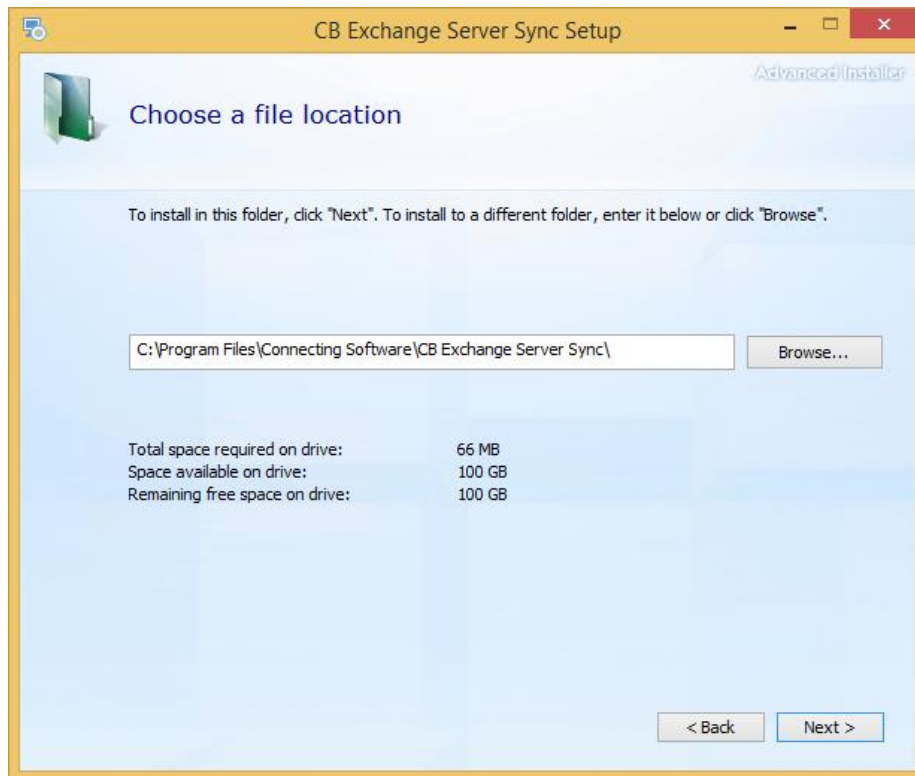 CB Exchange Server Sync Setup
Advanced Installer
Choose a file location
To install in this folder, click "Next". To install to a different folder, enter it below or click "Browse".
C:\Program Files\Connecting Software\CB Exchange Server Sync\
Browse...
Total space required on drive: 66 MB
Space available on drive: 100 GB
Remaining free space on drive: 100 GB
< Back Next >